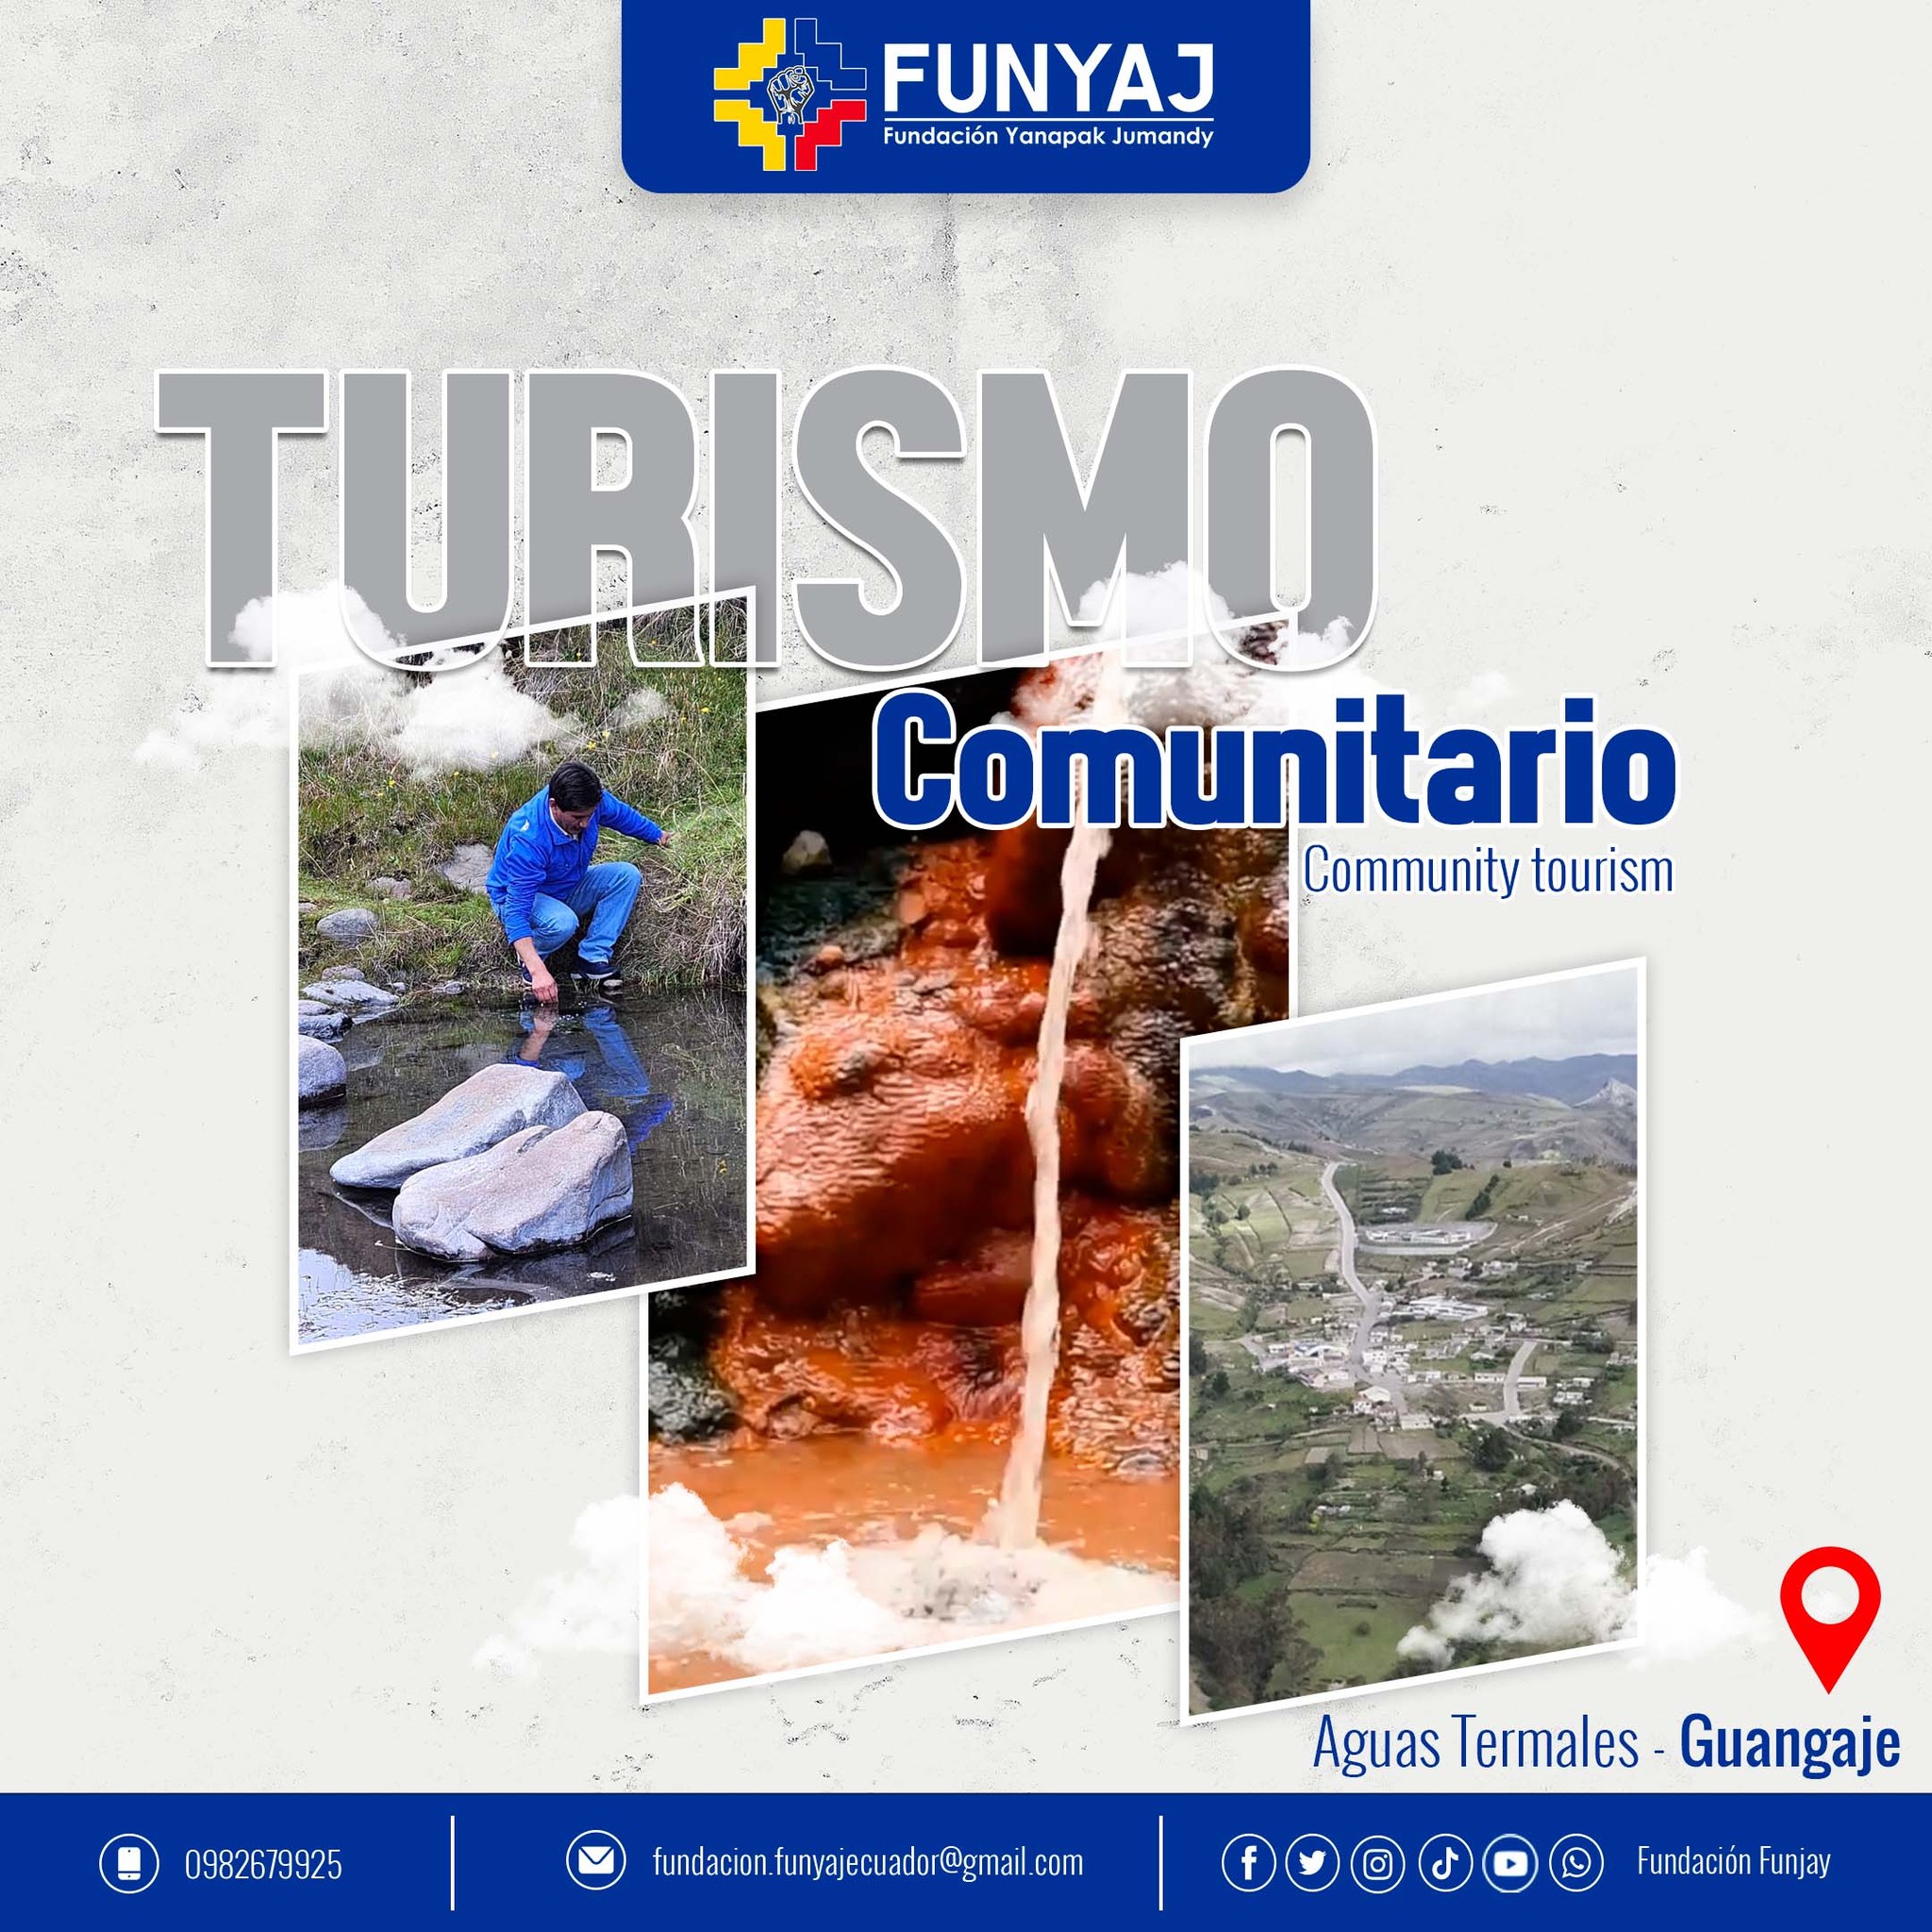 FUNYAJ
Fundación Yanapak Jumandy
TURISMO
Comunitario
Community tourism
Aguas Termales - Guangaje
0982679925
fundacion.funyajecuador@gmail.com
Fundación Funjay